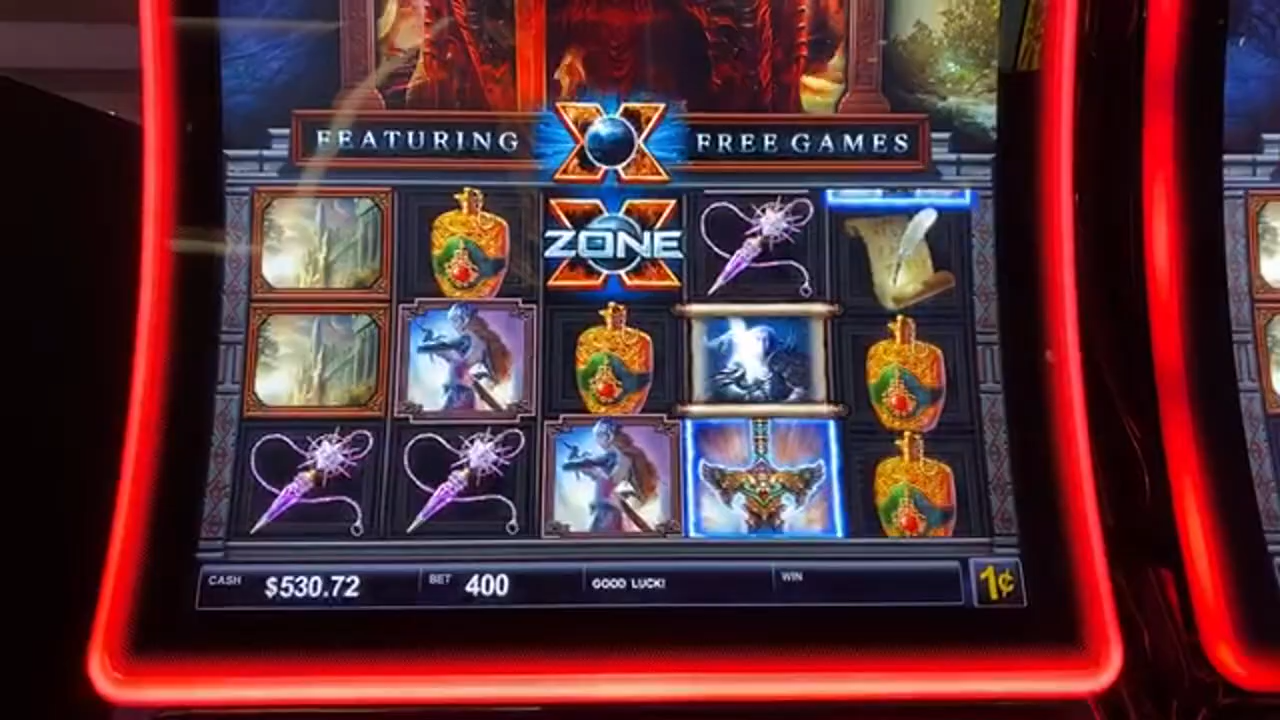 FEATURING X FREE GAMES
X ZONE
CASH $530.72 BET 400 GOOD LUCK! WIN 1¢